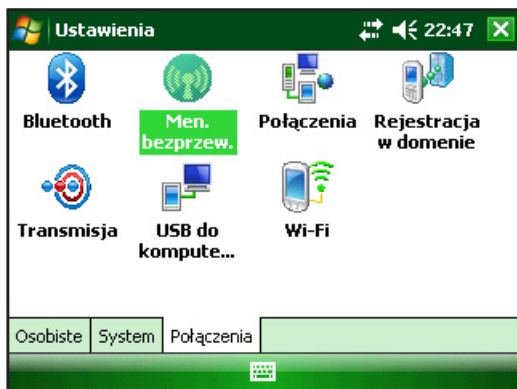 Ustawienia 22:47
Bluetooth
Men.
bezprzew.
Połączenia
Rejestracja
w domenie
Transmisja
USB do
kompute...
Wi-Fi
Osobiste System Połączenia